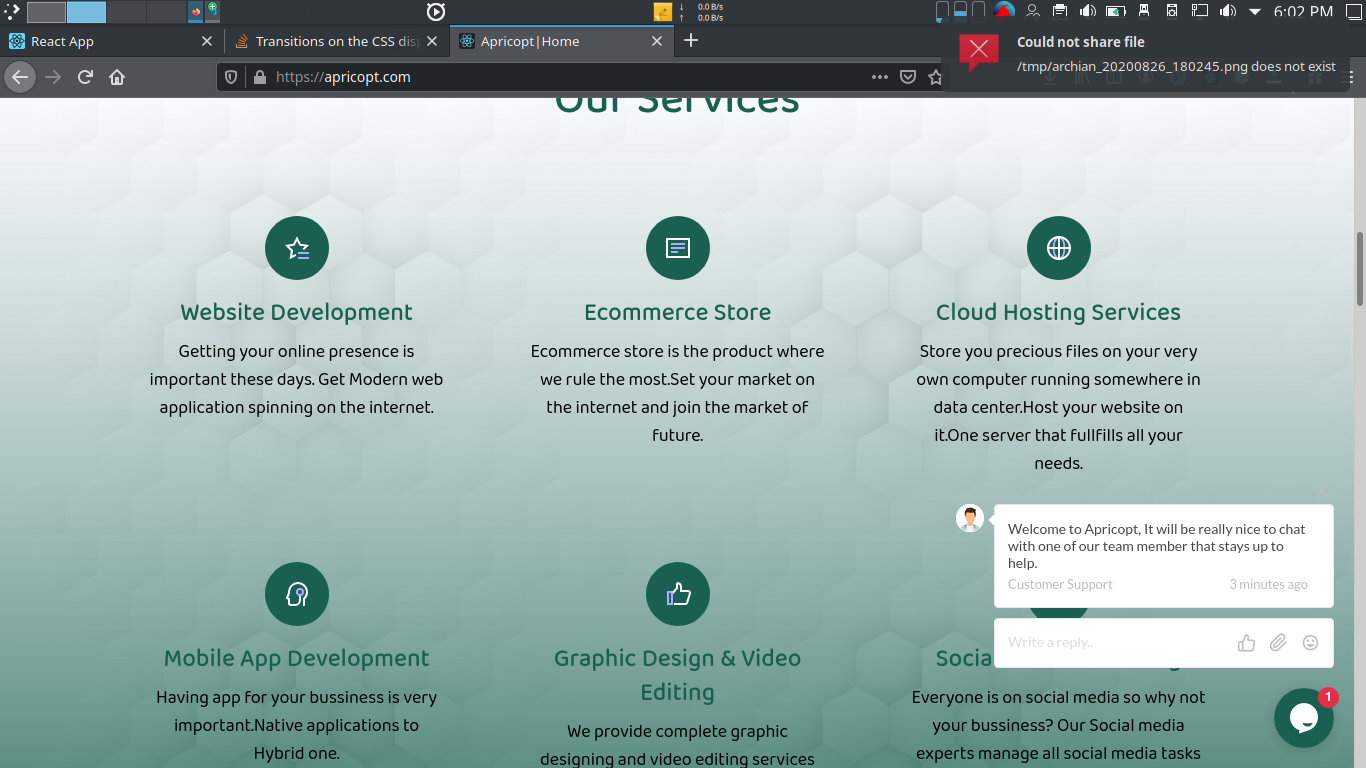 0.0 B/s
0.0 B/s
6:02 PM
React App
Transitions on the CSS dis
Apricopt|Home
Could not share file
/tmp/archian_20200826_180245.png does not exist
https://apricopt.com
Our Services
Website Development
Getting your online presence is
important these days. Get Modern web
application spinning on the internet.
Ecommerce Store
Ecommerce store is the product where
we rule the most.Set your market on
the internet and join the market of
future.
Cloud Hosting Services
Store you precious files on your very
own computer running somewhere in
data center.Host your website on
it.One server that fullfills all your
needs.
Welcome to Apricopt, It will be really nice to chat
with one of our team member that stays up to
help.
Customer Support
3 minutes ago
Write a reply..
1
Mobile App Development
Having app for your bussiness is very
important.Native applications to
Hybrid one.
Graphic Design & Video
Editing
We provide complete graphic
designing and video editing services
Everyone is on social media so why not
your bussiness? Our Social media
experts manage all social media tasks